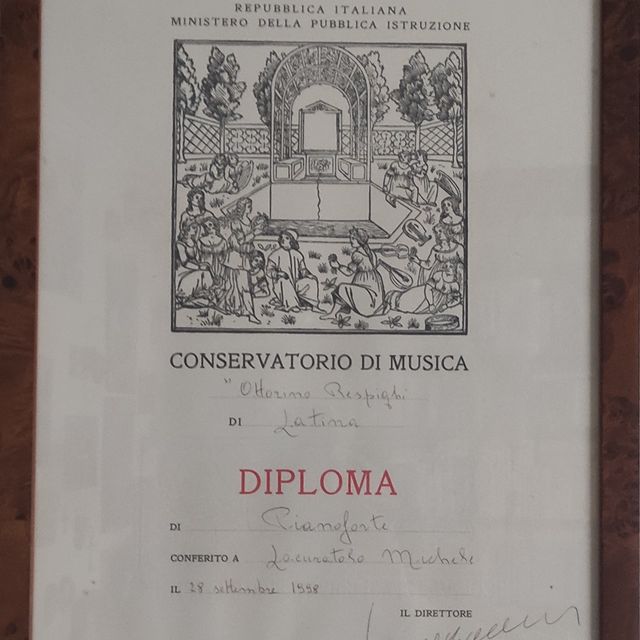 REPUBBLICA ITALIANA
MINISTERO DELLA PUBBLICA ISTRUZIONE
CONSERVATORIO DI MUSICA
"Ottorino Respighi
DI Latina
DIPLOMA
DI Pianoforte
CONFERITO A Locuratolo Michele
IL 28 settembre 1998
IL DIRETTORE